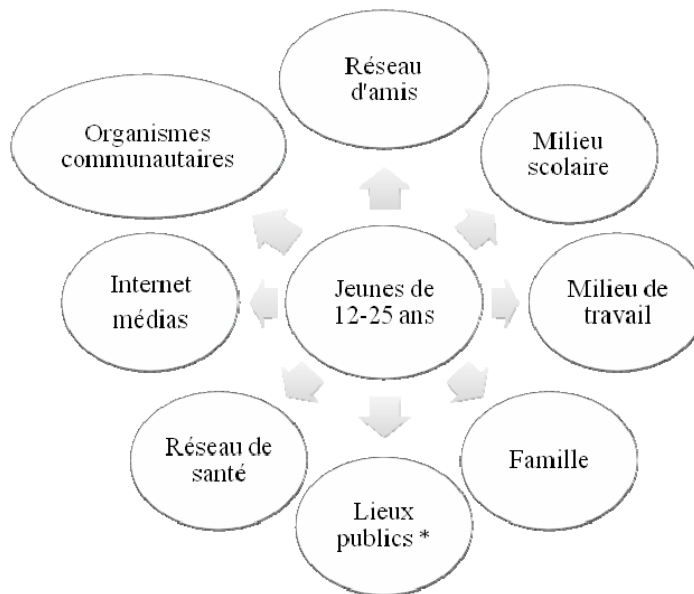 Réseau
d'amis
Milieu
scolaire
Milieu de
travail
Famille
Lieux
publics *
Réseau de
santé
Internet
médias
Organismes
communautaires
Jeunes de
12-25 ans